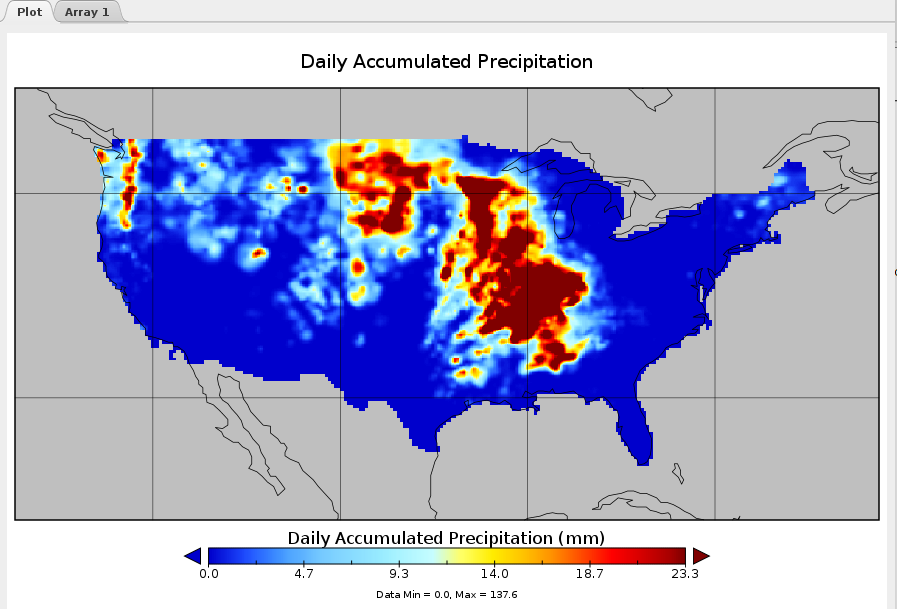 Plot Array 1
Daily Accumulated Precipitation
Daily Accumulated Precipitation (mm)
0.0 4.7 9.3 14.0 18.7 23.3
Data Min = 0.0, Max = 137.6